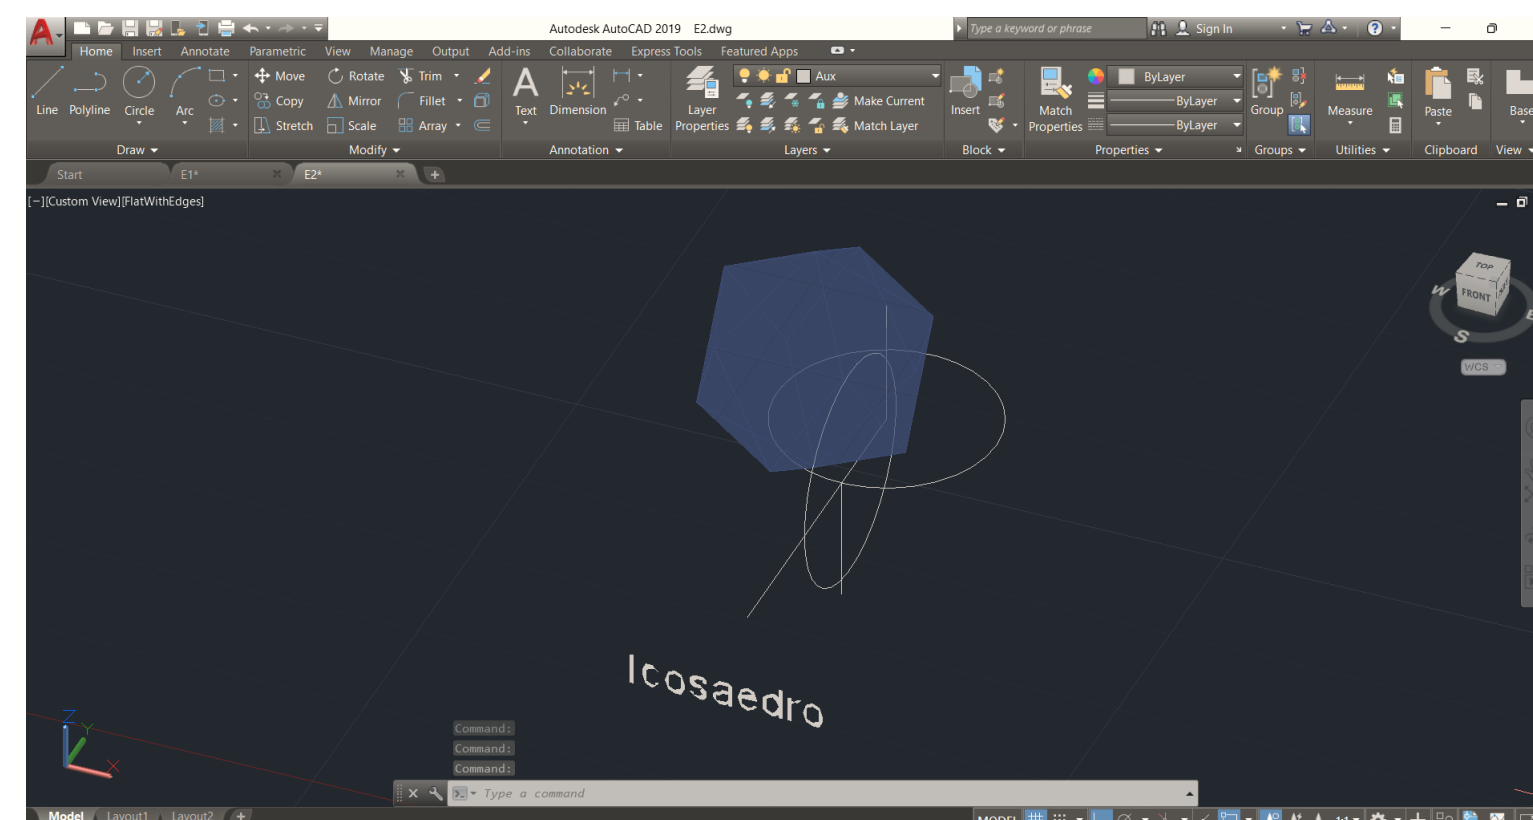 Autodesk AutoCAD 2019 E2.dwg
Type a keyword or phrase
Sign In
Home Insert Annotate Parametric View Manage Output Add-ins Collaborate Express Tools Featured Apps
Move Rotate Trim Aux ByLayer
Line Polyline Circle Arc Copy Mirror Fillet Text Dimension Layer Properties Make Current Insert Match Properties ByLayer Group Measure Paste Base
Stretch Scale Array Table Match Layer ByLayer
Draw Modify Annotation Layers Block Properties Groups Utilities Clipboard View
Start E1* E2*
[−][Custom View][FlatWithEdges]
TOP
FRONT
W
S
E
WCS
Icosaedro
Z
Y
X
Command:
Command:
Command:
Type a command
Model Layout1 Layout2 +
MODEL 1:1